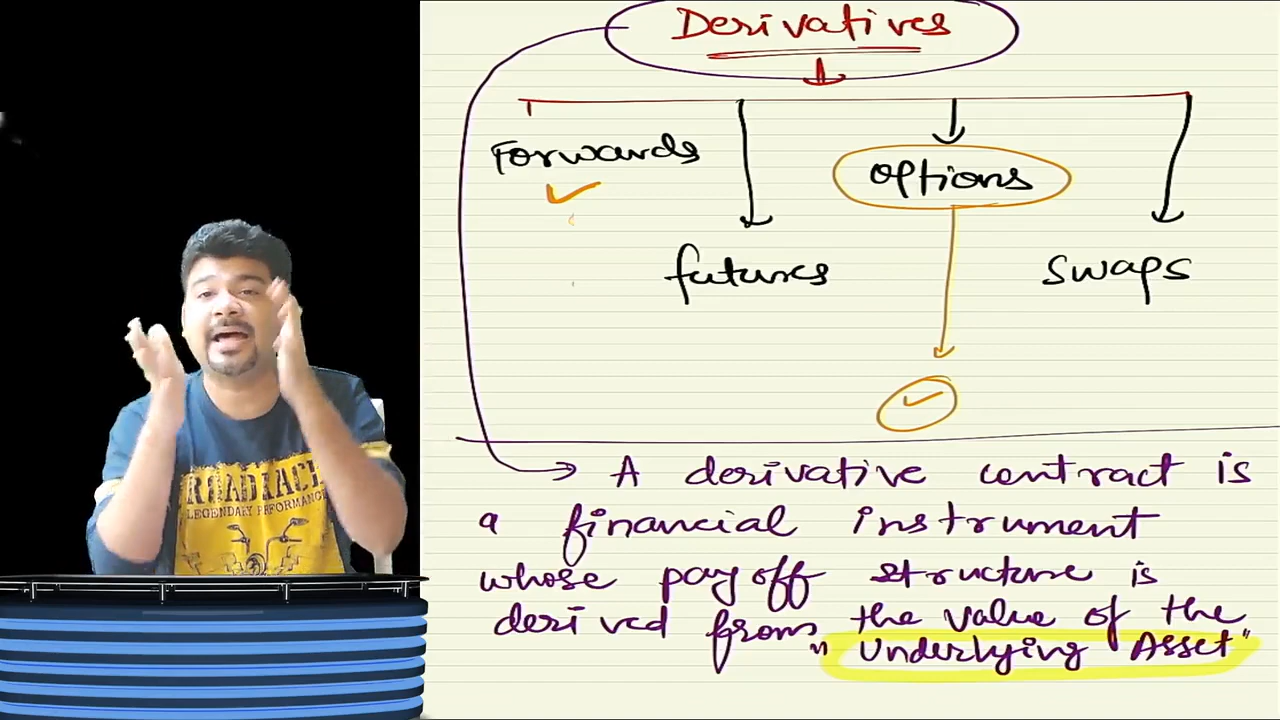 Derivatives
Forwards
options
futures
swaps
A derivative contract is
a financial instrument
whose payoff structure is
derived from the value of the
"Underlying Asset"
ROADRACE
LEGENDARY PERFORMANCE